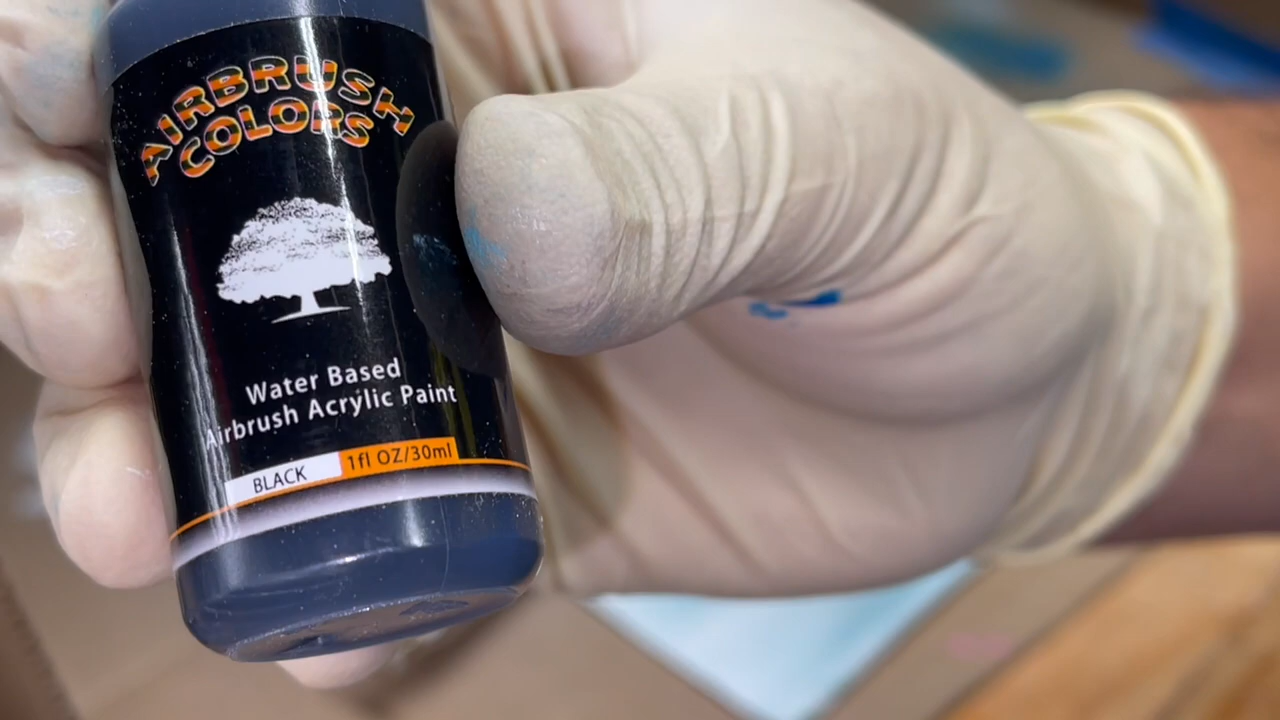 AIRBRUSH
COLORS
Water Based
Airbrush Acrylic Paint
BLACK 1fl OZ/30ml